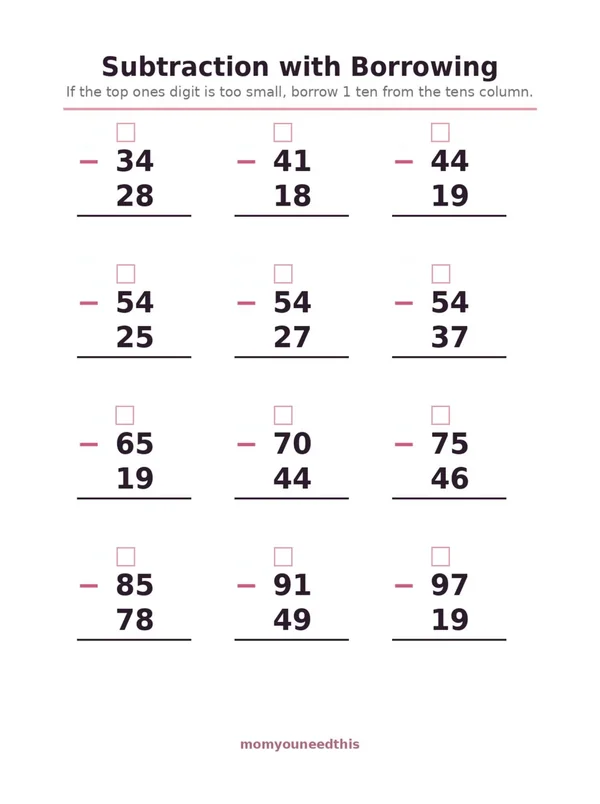 Subtraction with Borrowing
If the top ones digit is too small, borrow 1 ten from the tens column.
− 34 − 41 − 44
28 18 19
− 54 − 54 − 54
25 27 37
− 65 − 70 − 75
19 44 46
− 85 − 91 − 97
78 49 19
momyouneedthis